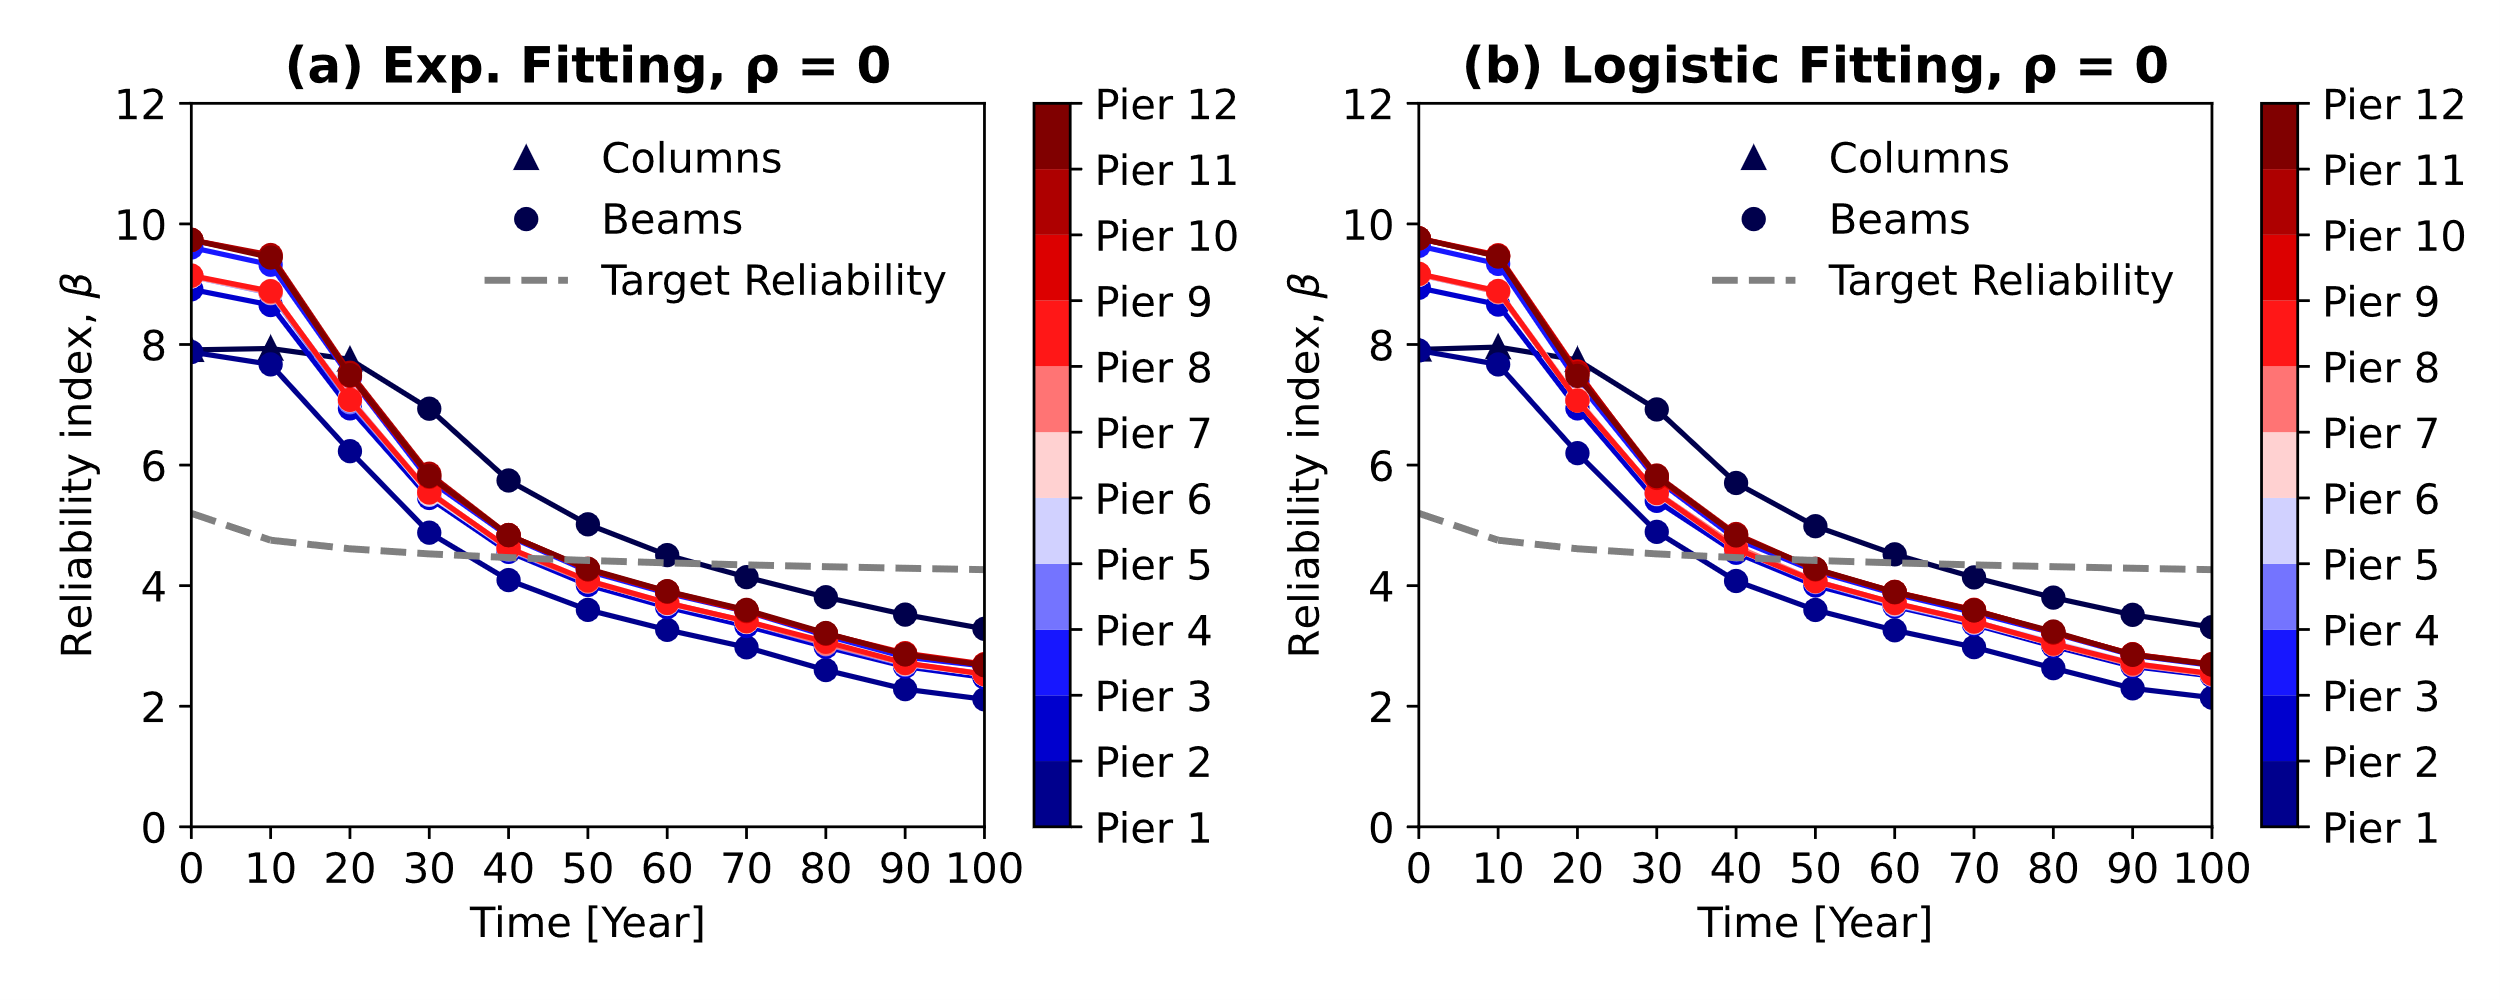 (a) Exp. Fitting, ρ = 0
12
10
8
6
4
2
0
Reliability index, β
Columns
Beams
Target Reliability
0 10 20 30 40 50 60 70 80 90 100
Time [Year]
Pier 12
Pier 11
Pier 10
Pier 9
Pier 8
Pier 7
Pier 6
Pier 5
Pier 4
Pier 3
Pier 2
Pier 1
(b) Logistic Fitting, ρ = 0
12
10
8
6
4
2
0
Reliability index, β
Columns
Beams
Target Reliability
0 10 20 30 40 50 60 70 80 90 100
Time [Year]
Pier 12
Pier 11
Pier 10
Pier 9
Pier 8
Pier 7
Pier 6
Pier 5
Pier 4
Pier 3
Pier 2
Pier 1